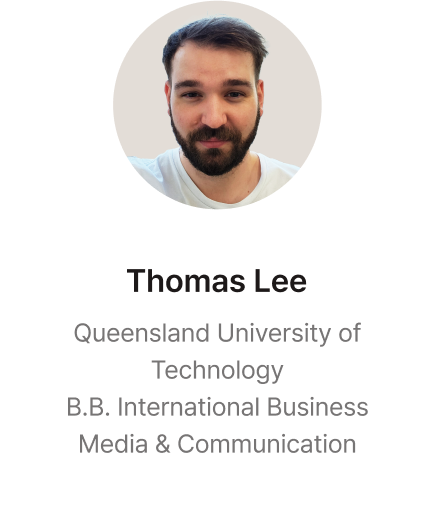 Thomas Lee
Queensland University of
Technology
B.B. International Business
Media & Communication